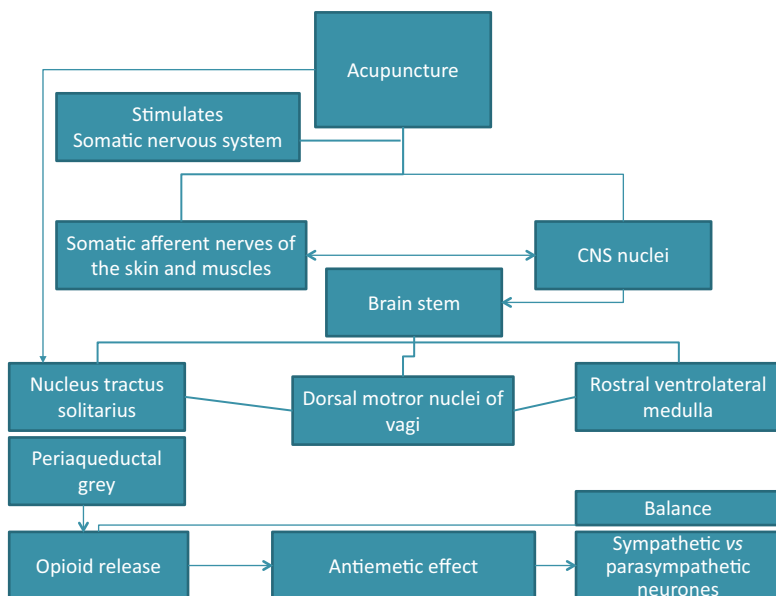 Acupuncture
Stimulates
Somatic nervous system
Somatic afferent nerves of
the skin and muscles
CNS nuclei
Brain stem
Nucleus tractus
solitarius
Dorsal motror nuclei of
vagi
Rostral ventrolateral
medulla
Periaqueductal
grey
Balance
Opioid release
Antiemetic effect
Sympathetic vs
parasympathetic
neurones